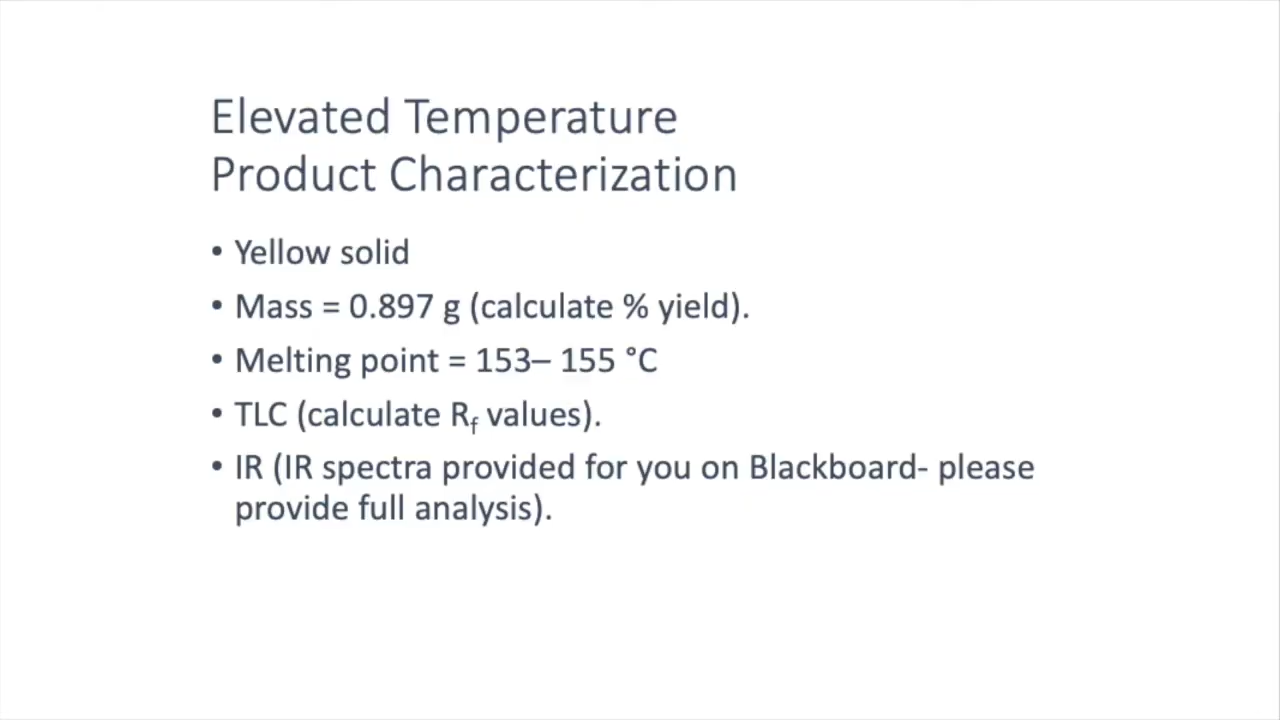 Elevated Temperature
Product Characterization
• Yellow solid
• Mass = 0.897 g (calculate % yield).
• Melting point = 153– 155 °C
• TLC (calculate Rf values).
• IR (IR spectra provided for you on Blackboard- please
provide full analysis).